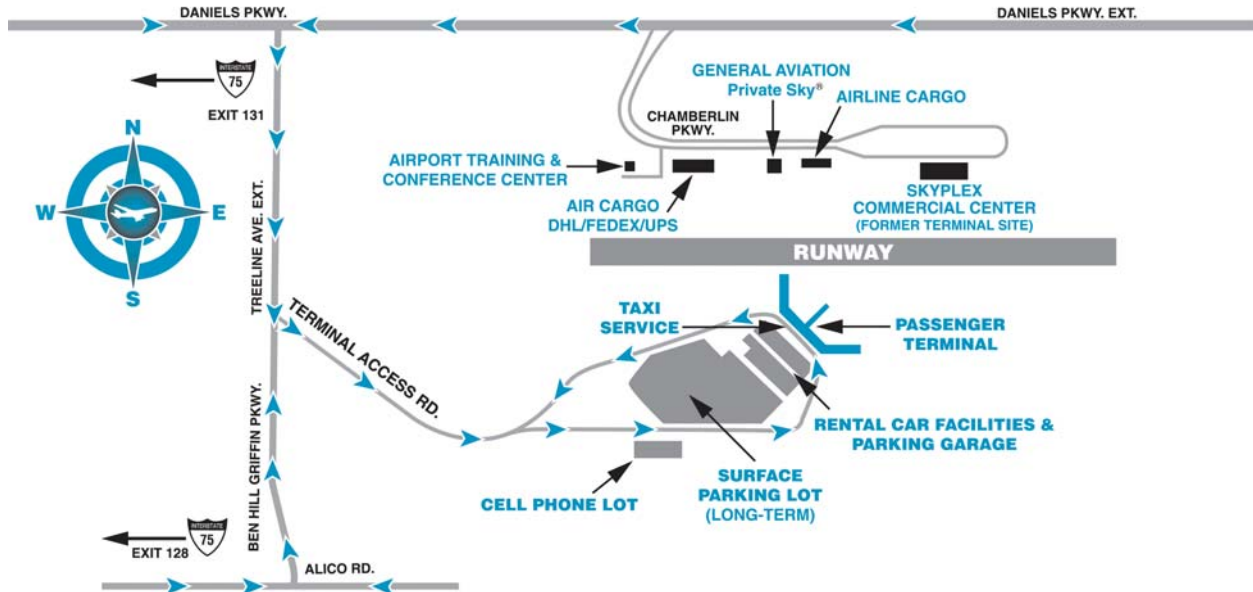 DANIELS PKWY.
DANIELS PKWY. EXT.
INTERSTATE
75
EXIT 131
GENERAL AVIATION
Private Sky®
AIRLINE CARGO
CHAMBERLIN
PKWY.
N
W
E
S
AIRPORT TRAINING &
CONFERENCE CENTER
AIR CARGO
DHL/FEDEX/UPS
SKYPLEX
COMMERCIAL CENTER
(FORMER TERMINAL SITE)
TREELINE AVE. EXT.
RUNWAY
TERMINAL ACCESS RD.
TAXI
SERVICE
PASSENGER
TERMINAL
BEN HILL GRIFFIN PKWY.
RENTAL CAR FACILITIES &
PARKING GARAGE
CELL PHONE LOT
SURFACE
PARKING LOT
(LONG-TERM)
INTERSTATE
75
EXIT 128
ALICO RD.